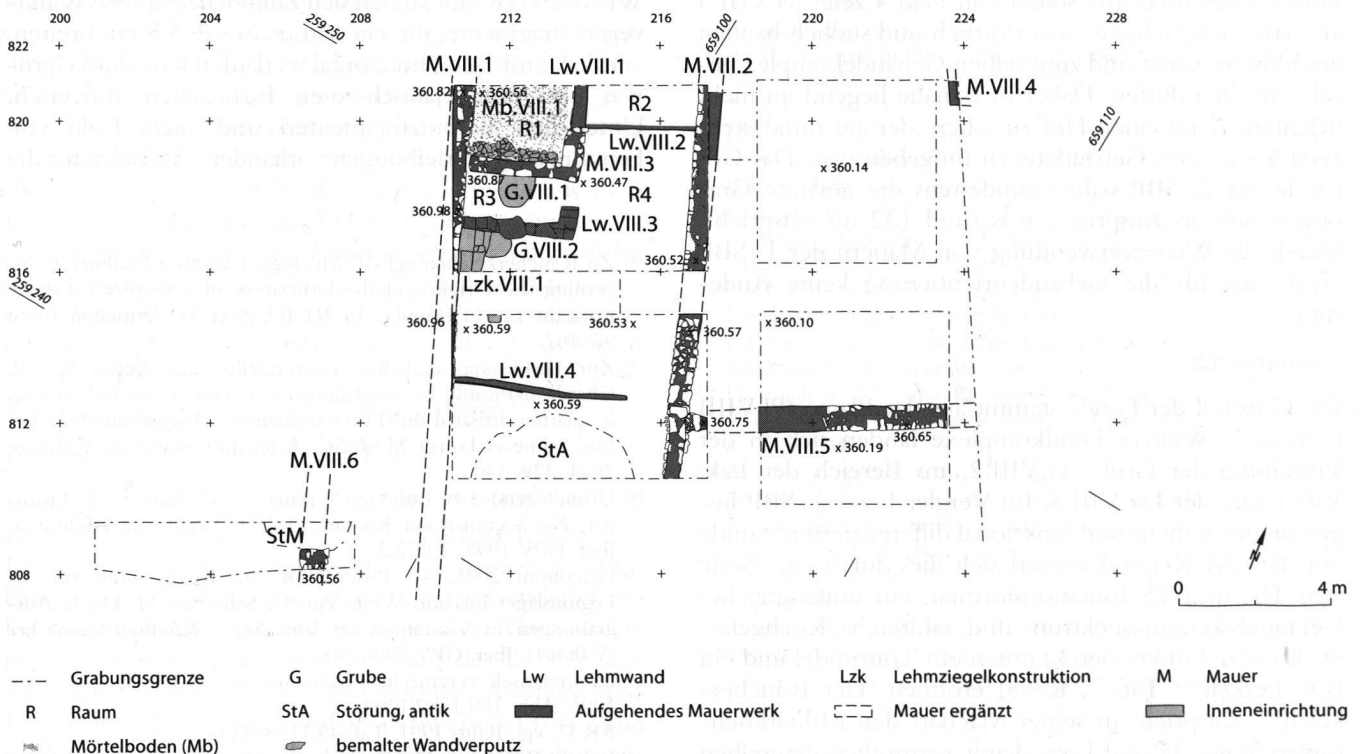 200 204 259 250 208 212 216 659 100 220 224 228
822
M.VIII.1 Lw.VIII.1 M.VIII.2 M.VIII.4
360.82 x 360.56
Mb.VIII.1 R2
820 659 110
R1 Lw.VIII.2
M.VIII.3
360.87 x 360.47 x 360.14
R3 G.VIII.1 R4
360.98 Lw.VIII.3
G.VIII.2
816 360.52 x
259 240
Lzk.VIII.1
360.96 x 360.59 360.53 x 360.57 x 360.10
Lw.VIII.4
x 360.59
812 360.75 360.65
StA M.VIII.5 x 360.19
M.VIII.6
StM
808 360.56
N
0 4 m
Grabungsgrenze G Grube Lw Lehmwand Lzk Lehmziegelkonstruktion M Mauer
R Raum StA Störung, antik Aufgehendes Mauerwerk Mauer ergänzt Inneneinrichtung
Mörtelboden (Mb) bemalter Wandverputz